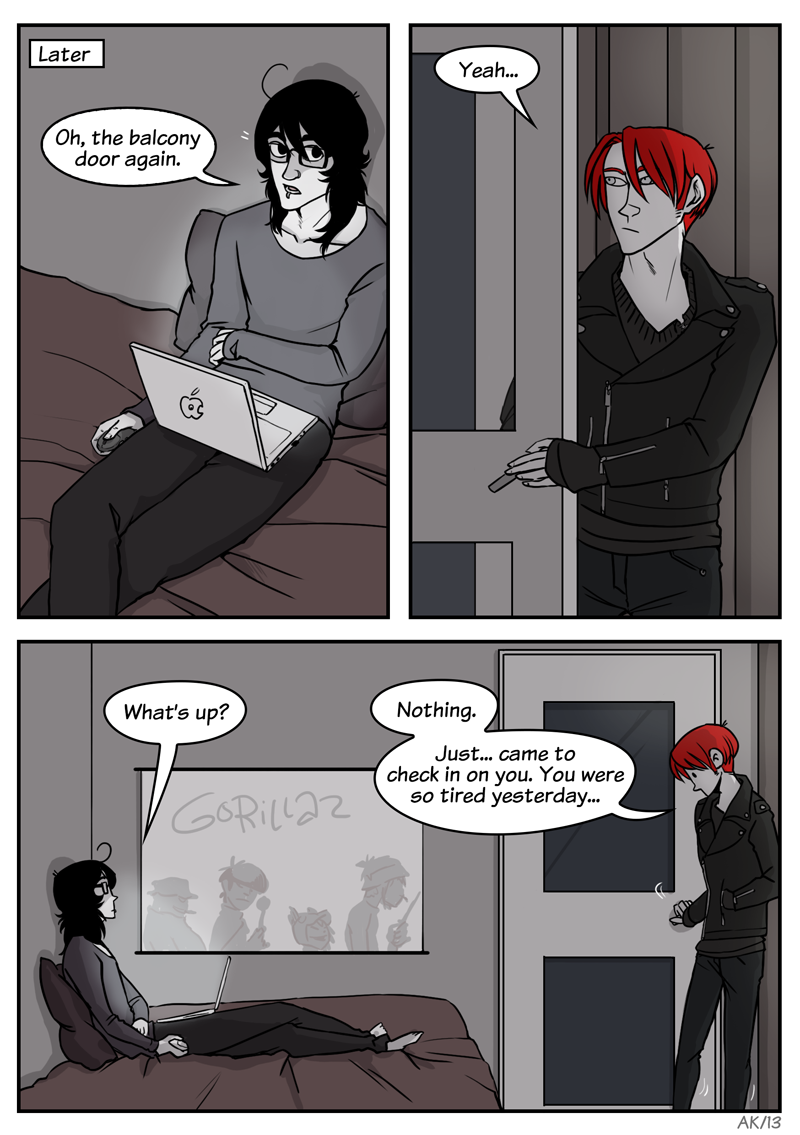 Later
Oh, the balcony
door again.
Yeah...
What's up?
Nothing.
Just... came to
check in on you. You were
so tired yesterday...
GORILLAZ
AK/13